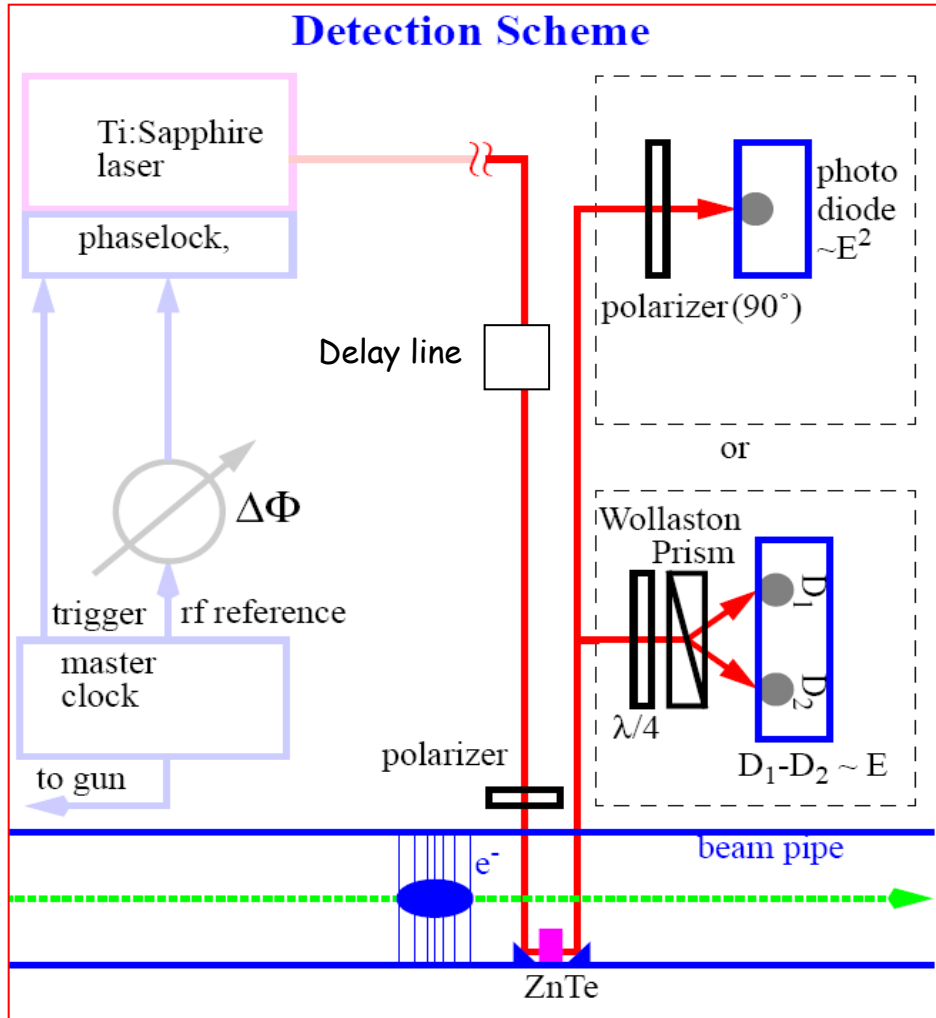 Detection Scheme
Ti:Sapphire
laser
phaselock,
photo
diode
~E²
polarizer (90°)
Delay line
or
ΔΦ
Wollaston
Prism
trigger
rf reference
D₁
master
clock
D₂
λ/4
polarizer
D₁-D₂ ~ E
to gun
e⁻
beam pipe
ZnTe